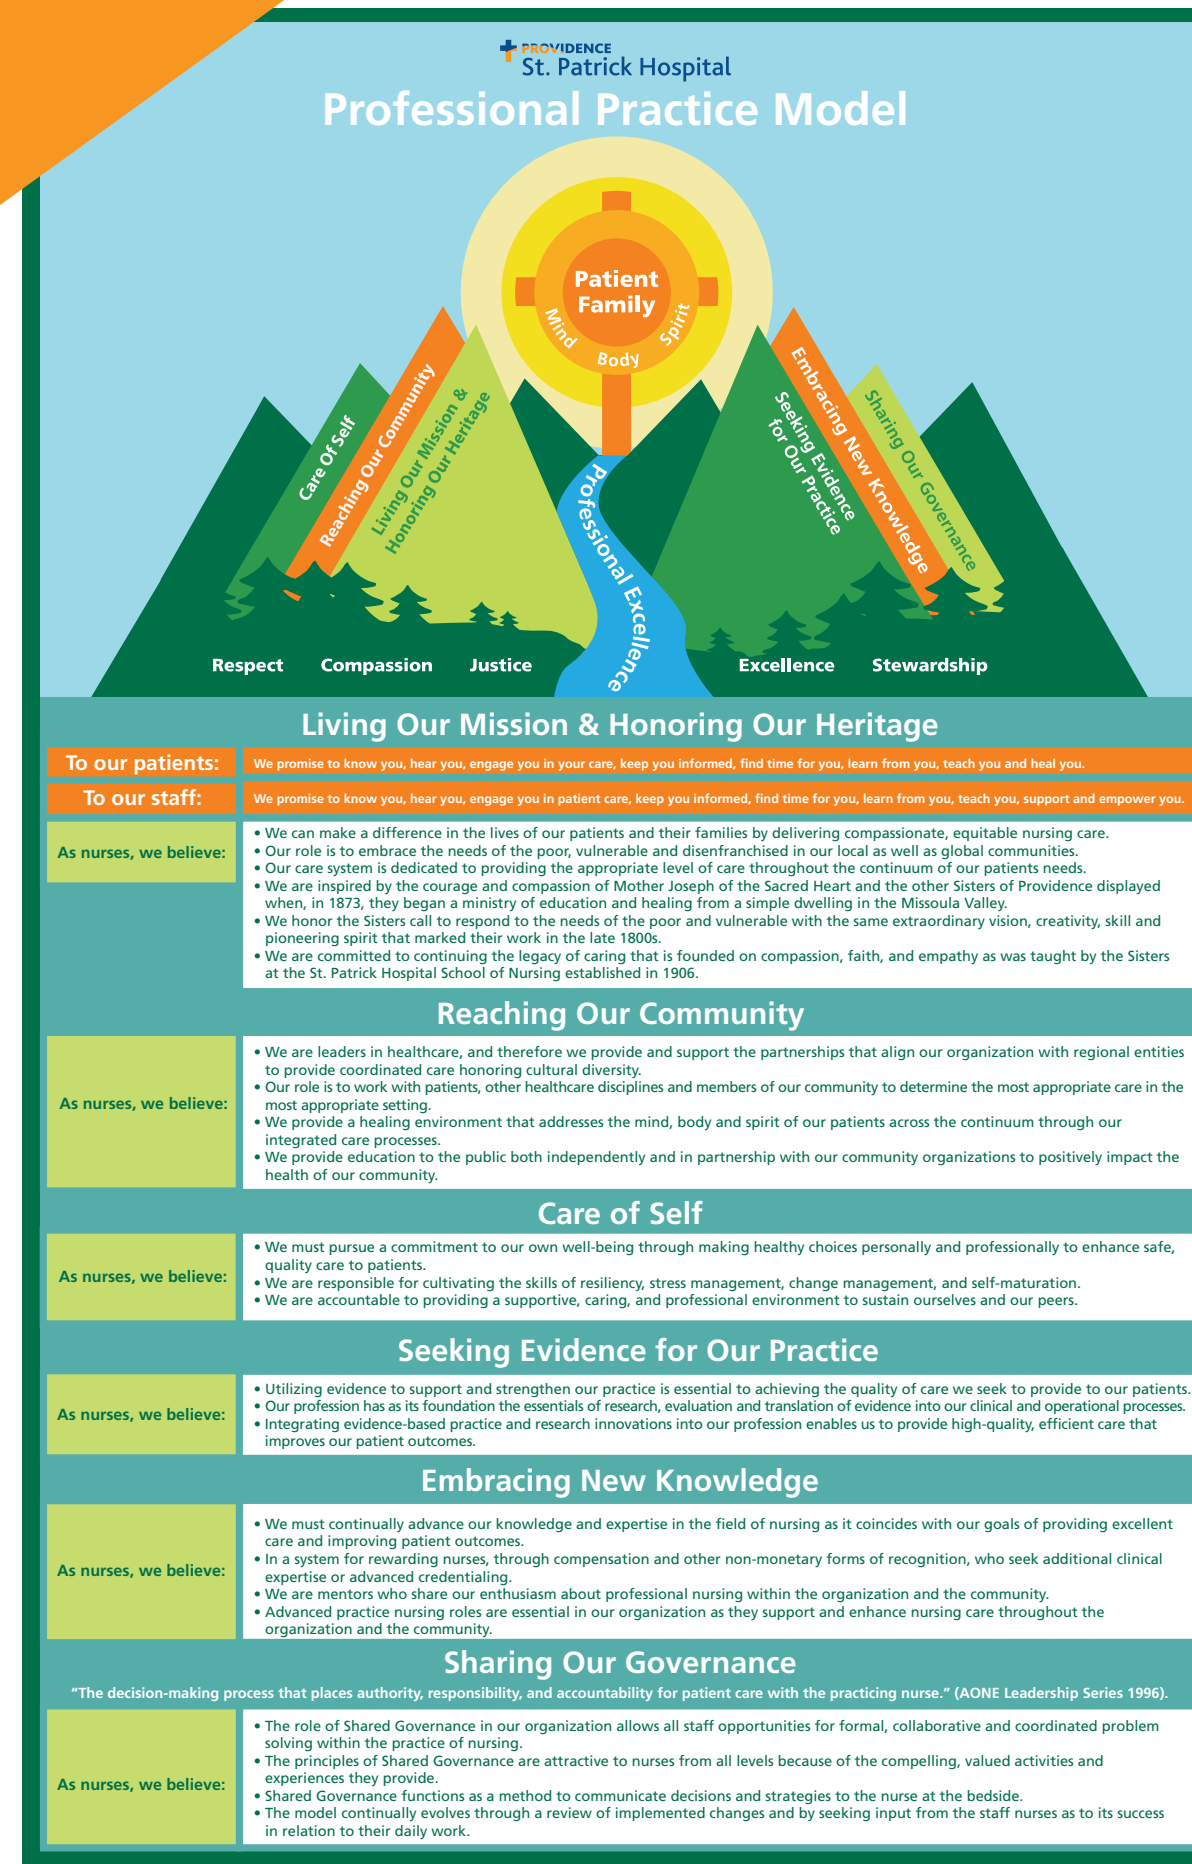 PROVIDENCE
St. Patrick Hospital
Professional Practice Model
Patient
Family
Mind
Body
Spirit
Care Of Self
Reaching Our Community
Living Our Mission &
Honoring Our Heritage
Seeking Evidence
for Our Practice
Embracing New Knowledge
Sharing Our Governance
Professional Excellence
Respect Compassion Justice Excellence Stewardship
Living Our Mission & Honoring Our Heritage
To our patients:
We promise to know you, hear you, engage you in your care, keep you informed, find time for you, learn from you, teach you and heal you.
To our staff:
We promise to know you, hear you, engage you in patient care, keep you informed, find time for you, learn from you, teach you, support and empower you.
As nurses, we believe:
• We can make a difference in the lives of our patients and their families by delivering compassionate, equitable nursing care.
• Our role is to embrace the needs of the poor, vulnerable and disenfranchised in our local as well as global communities.
• Our care system is dedicated to providing the appropriate level of care throughout the continuum of our patients needs.
• We are inspired by the courage and compassion of Mother Joseph of the Sacred Heart and the other Sisters of Providence displayed
when, in 1873, they began a ministry of education and healing from a simple dwelling in the Missoula Valley.
• We honor the Sisters call to respond to the needs of the poor and vulnerable with the same extraordinary vision, creativity, skill and
pioneering spirit that marked their work in the late 1800s.
• We are committed to continuing the legacy of caring that is founded on compassion, faith, and empathy as was taught by the Sisters
at the St. Patrick Hospital School of Nursing established in 1906.
Reaching Our Community
As nurses, we believe:
• We are leaders in healthcare, and therefore we provide and support the partnerships that align our organization with regional entities
to provide coordinated care honoring cultural diversity.
• Our role is to work with patients, other healthcare disciplines and members of our community to determine the most appropriate care in the
most appropriate setting.
• We provide a healing environment that addresses the mind, body and spirit of our patients across the continuum through our
integrated care processes.
• We provide education to the public both independently and in partnership with our community organizations to positively impact the
health of our community.
Care of Self
As nurses, we believe:
• We must pursue a commitment to our own well-being through making healthy choices personally and professionally to enhance safe,
quality care to patients.
• We are responsible for cultivating the skills of resiliency, stress management, change management, and self-maturation.
• We are accountable to providing a supportive, caring, and professional environment to sustain ourselves and our peers.
Seeking Evidence for Our Practice
As nurses, we believe:
• Utilizing evidence to support and strengthen our practice is essential to achieving the quality of care we seek to provide to our patients.
• Our profession has as its foundation the essentials of research, evaluation and translation of evidence into our clinical and operational processes.
• Integrating evidence-based practice and research innovations into our profession enables us to provide high-quality, efficient care that
improves our patient outcomes.
Embracing New Knowledge
As nurses, we believe:
• We must continually advance our knowledge and expertise in the field of nursing as it coincides with our goals of providing excellent
care and improving patient outcomes.
• In a system for rewarding nurses, through compensation and other non-monetary forms of recognition, who seek additional clinical
expertise or advanced credentialing.
• We are mentors who share our enthusiasm about professional nursing within the organization and the community.
• Advanced practice nursing roles are essential in our organization as they support and enhance nursing care throughout the
organization and the community.
Sharing Our Governance
“The decision-making process that places authority, responsibility, and accountability for patient care with the practicing nurse.” (AONE Leadership Series 1996).
As nurses, we believe:
• The role of Shared Governance in our organization allows all staff opportunities for formal, collaborative and coordinated problem
solving within the practice of nursing.
• The principles of Shared Governance are attractive to nurses from all levels because of the compelling, valued activities and
experiences they provide.
• Shared Governance functions as a method to communicate decisions and strategies to the nurse at the bedside.
• The model continually evolves through a review of implemented changes and by seeking input from the staff nurses as to its success
in relation to their daily work.